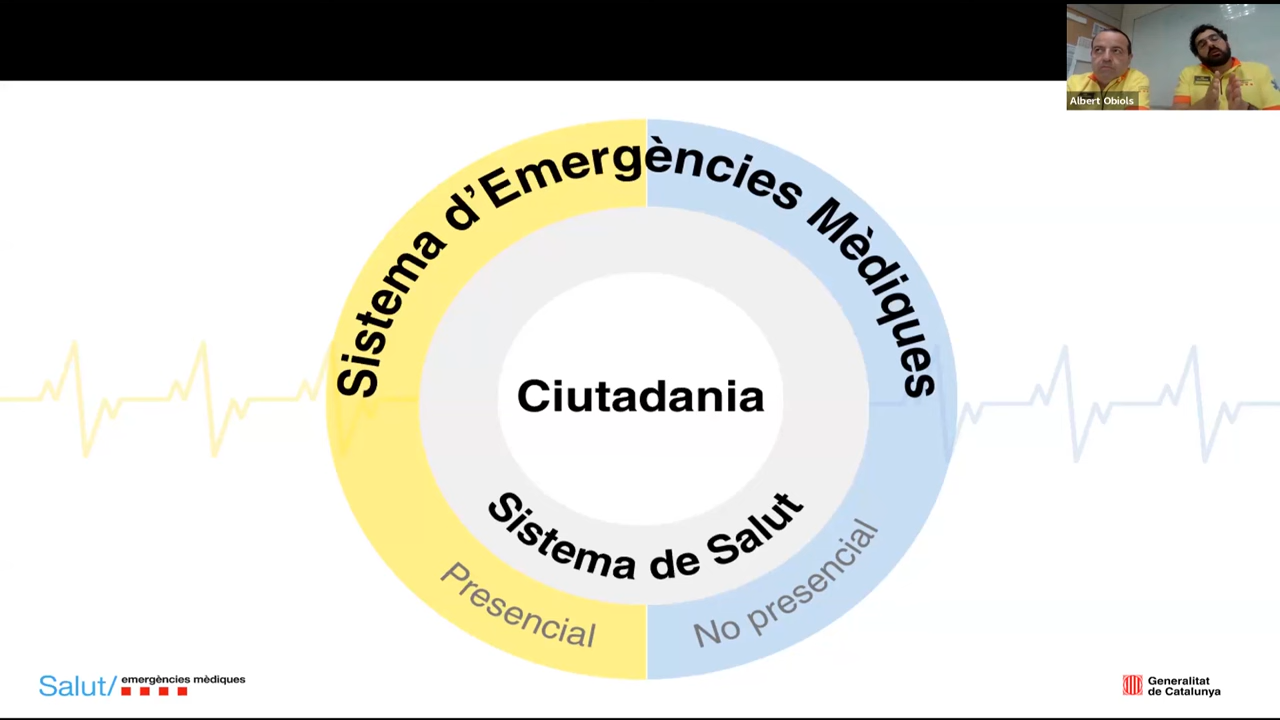 Albert Obiols
Sistema d’Emergències Mèdiques
Ciutadania
Sistema de Salut
Presencial
No presencial
Salut/ emergències mèdiques
Generalitat
de Catalunya